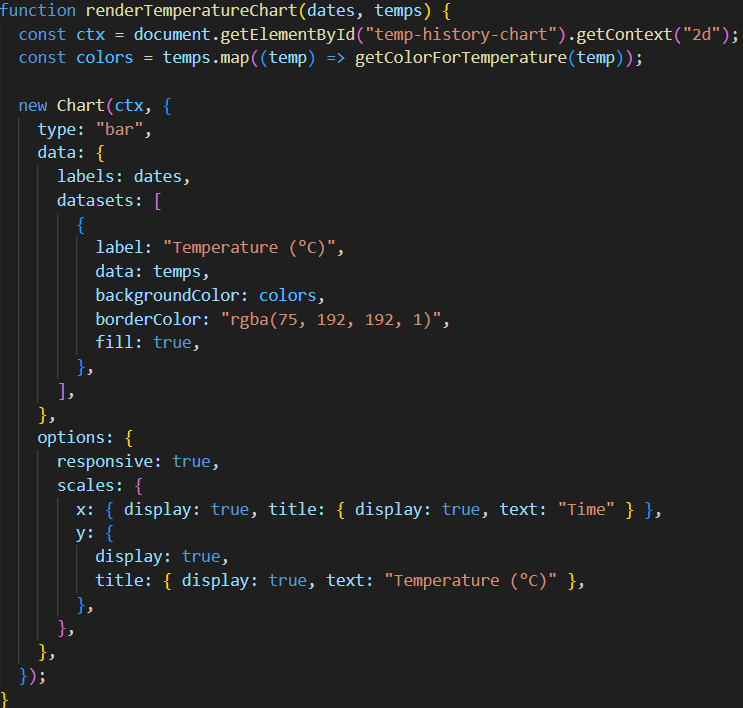 function renderTemperatureChart(dates, temps) {
  const ctx = document.getElementById("temp-history-chart").getContext("2d");
  const colors = temps.map((temp) => getColorForTemperature(temp));

  new Chart(ctx, {
    type: "bar",
    data: {
      labels: dates,
      datasets: [
        {
          label: "Temperature (°C)",
          data: temps,
          backgroundColor: colors,
          borderColor: "rgba(75, 192, 192, 1)",
          fill: true,
        },
      ],
    },
    options: {
      responsive: true,
      scales: {
        x: { display: true, title: { display: true, text: "Time" } },
        y: {
          display: true,
          title: { display: true, text: "Temperature (°C)" },
        },
      },
    },
  });
}